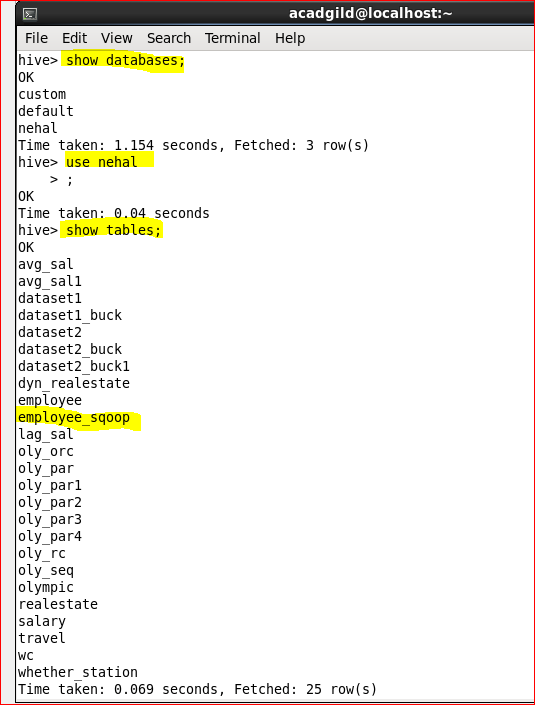 acadgild@localhost:~
File Edit View Search Terminal Help
hive> show databases;
OK
custom
default
nehal
Time taken: 1.154 seconds, Fetched: 3 row(s)
hive> use nehal
    > ;
OK
Time taken: 0.04 seconds
hive> show tables;
OK
avg_sal
avg_sal1
dataset1
dataset1_buck
dataset2
dataset2_buck
dataset2_buck1
dyn_realestate
employee
employee_sqoop
lag_sal
oly_orc
oly_par
oly_par1
oly_par2
oly_par3
oly_par4
oly_rc
oly_seq
olympic
realestate
salary
travel
wc
whether_station
Time taken: 0.069 seconds, Fetched: 25 row(s)